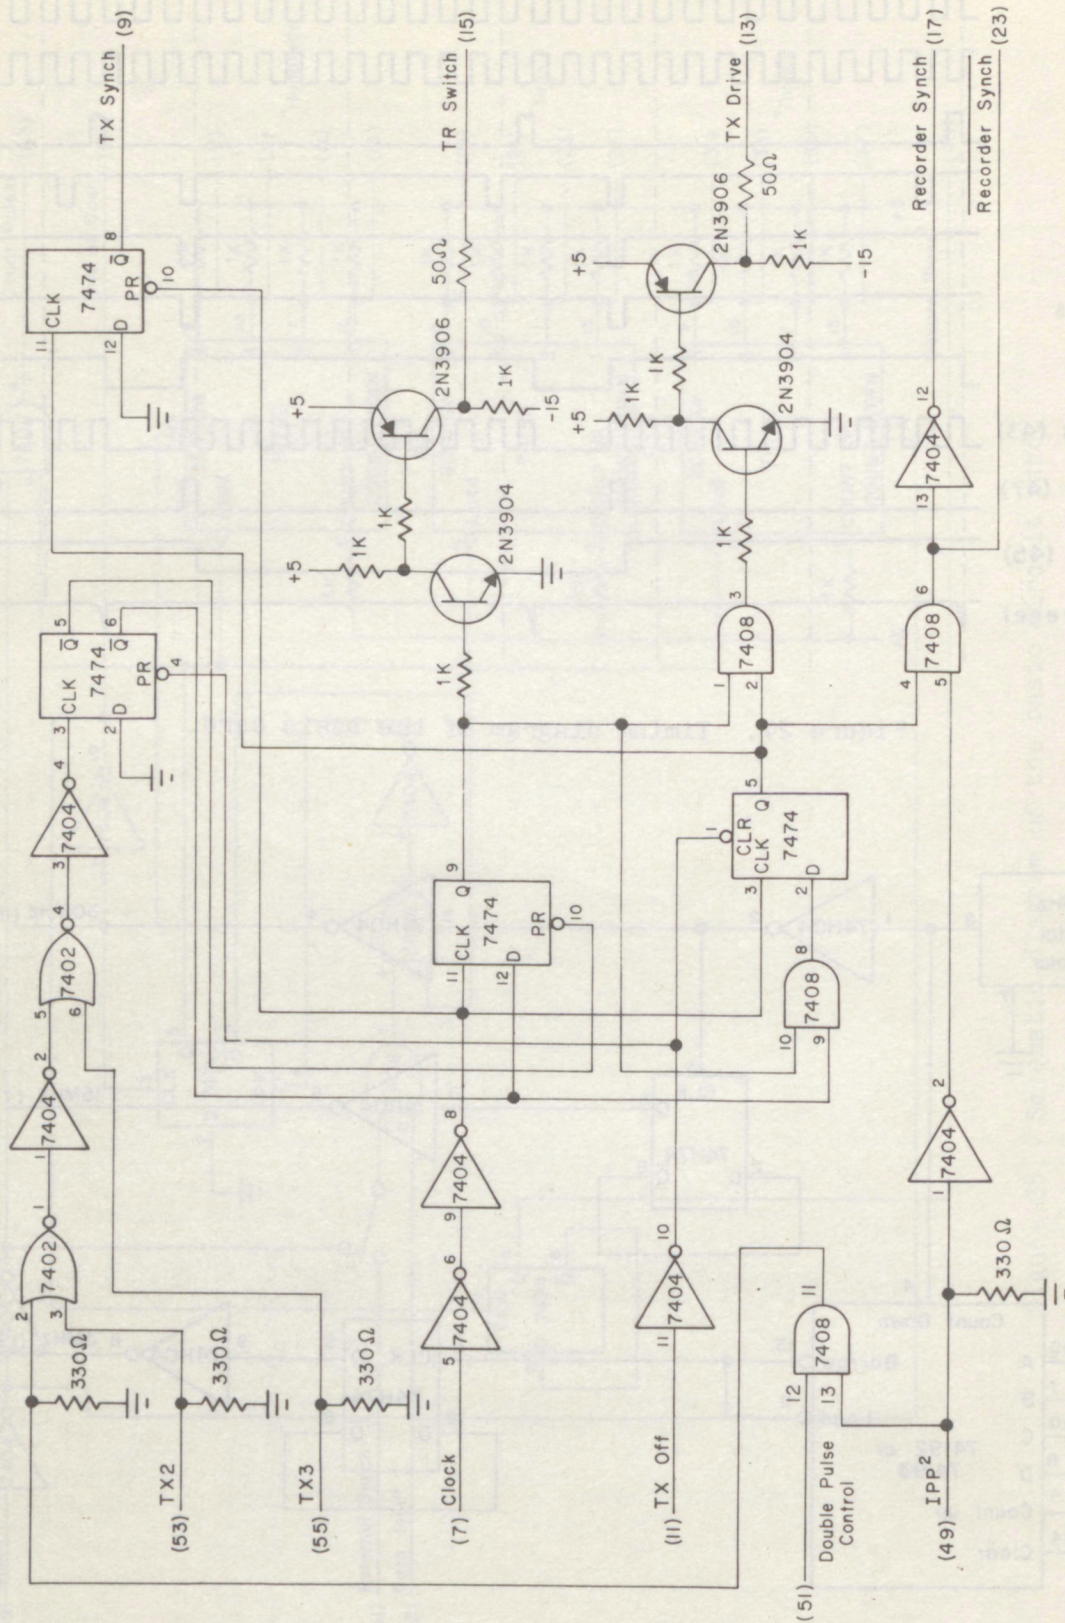 TX Synch (9)
TR Switch (15)
TX Drive (13)
Recorder Synch (17)
Recorder Synch (23)
11 CLK
7474
Q̅ 8
12 D
PR 10
+5
2N3906
50Ω
1K
-15
1K
1K
+5
2N3904
1K
+5
2N3906
50Ω
1K
-15
1K
1K
+5
2N3904
1K
13 7404 12
3 CLK
7474
Q̅ 5
Q̅ 6
2 D
PR 4
3 7404 4
5
6
7402 4
1 7404 2
2
3
7402 1
11 CLK
7474
Q 9
12 D
PR 10
1
2
7408 3
4
5
7408 6
1
CLR
3 CLK
7474
Q 5
2 D
10
9
7408 8
9 7404 8
5 7404 6
11 7404 10
1 7404 2
12
13
7408 11
330Ω
330Ω
330Ω
330Ω
(53) TX2
(55) TX3
(7) Clock
(11) TX Off
(51) Double Pulse
Control
(49) IPP²